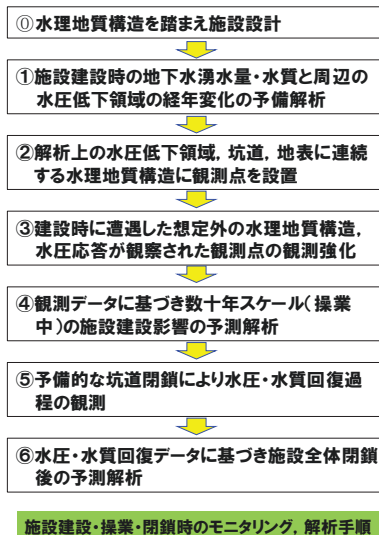 ⓪水理地質構造を踏まえ施設設計
①施設建設時の地下水湧水量・水質と周辺の
水圧低下領域の経年変化の予備解析
②解析上の水圧低下領域，坑道，地表に連続
する水理地質構造に観測点を設置
③建設時に遭遇した想定外の水理地質構造，
水圧応答が観察された観測点の観測強化
④観測データに基づき数十年スケール（操業
中）の施設建設影響の予測解析
⑤予備的な坑道閉鎖により水圧・水質回復過
程の観測
⑥水圧・水質回復データに基づき施設全体閉鎖
後の予測解析
施設建設・操業・閉鎖時のモニタリング，解析手順